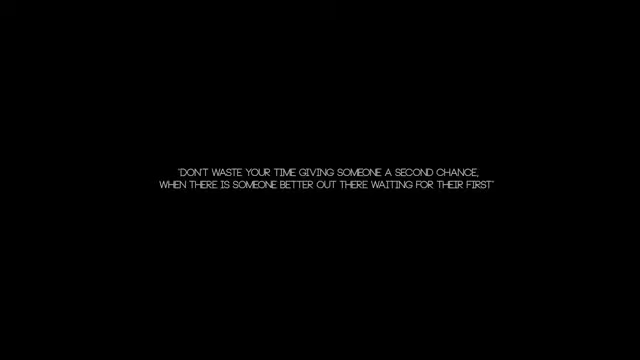 "DON'T WASTE YOUR TIME GIVING SOMEONE A SECOND CHANCE,
WHEN THERE IS SOMEONE BETTER OUT THERE WAITING FOR THEIR FIRST"